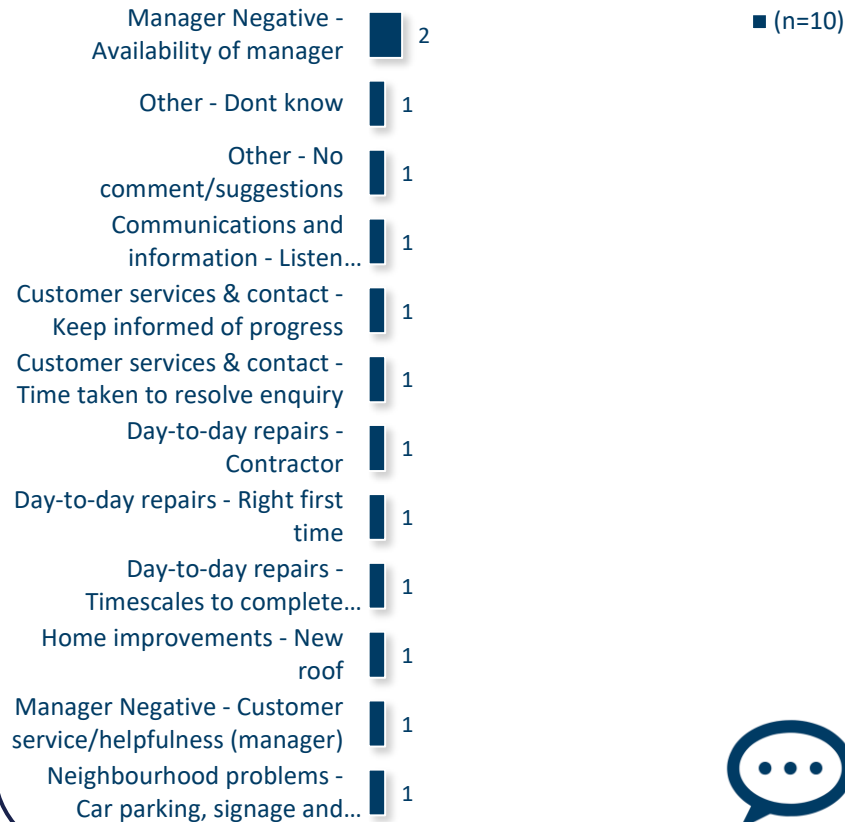 Manager Negative -
Availability of manager
2
(n=10)
Other - Dont know
1
Other - No
comment/suggestions
1
Communications and
information - Listen...
1
Customer services & contact -
Keep informed of progress
1
Customer services & contact -
Time taken to resolve enquiry
1
Day-to-day repairs -
Contractor
1
Day-to-day repairs - Right first
time
1
Day-to-day repairs -
Timescales to complete...
1
Home improvements - New
roof
1
Manager Negative - Customer
service/helpfulness (manager)
1
Neighbourhood problems -
Car parking, signage and...
1